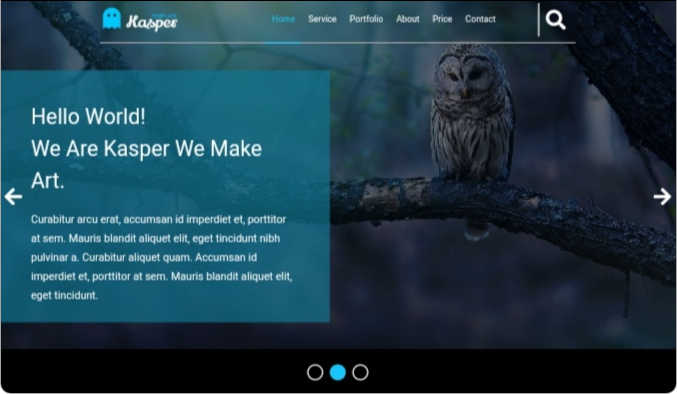 TEMPLATE
Kasper
Home Service Portfolio About Price Contact
Hello World!
We Are Kasper We Make
Art.
Curabitur arcu erat, accumsan id imperdiet et, porttitor
at sem. Mauris blandit aliquet elit, eget tincidunt nibh
pulvinar a. Curabitur aliquet quam. Accumsan id
imperdiet et, porttitor at sem. Mauris blandit aliquet elit,
eget tincidunt.